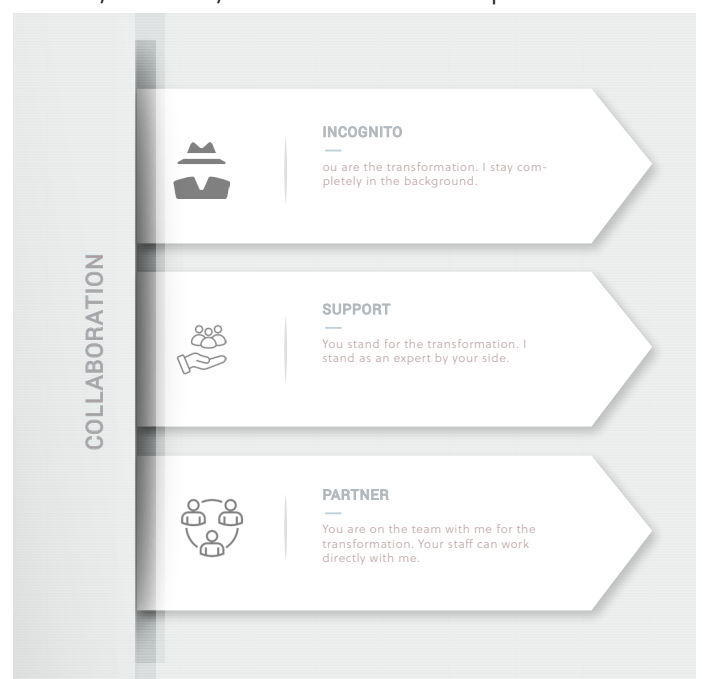 COLLABORATION
INCOGNITO
ou are the transformation. I stay com-
pletely in the background.
SUPPORT
You stand for the transformation. I
stand as an expert by your side.
PARTNER
You are on the team with me for the
transformation. Your staff can work
directly with me.